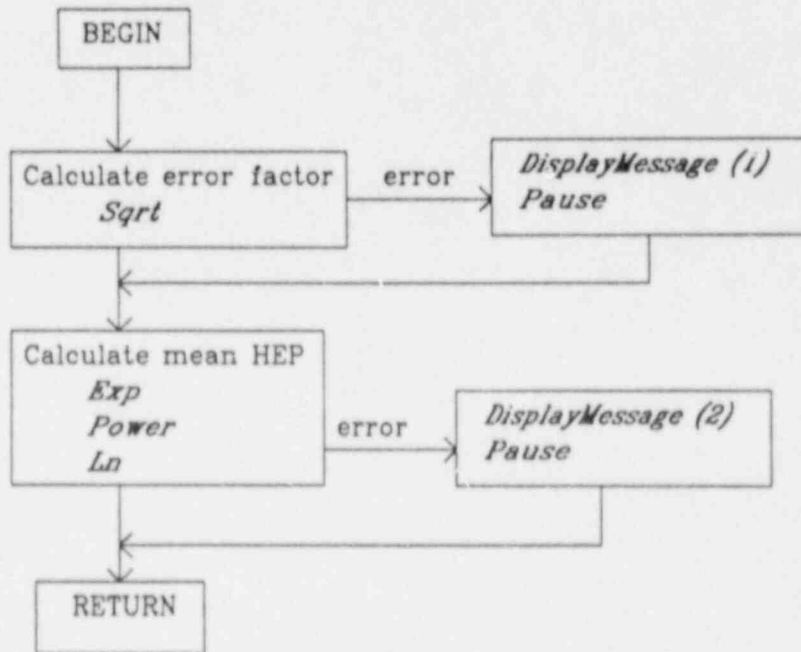 BEGIN
Calculate error factor
Sqrt
error
DisplayMessage (1)
Pause
Calculate mean HEP
Exp
Power
Ln
error
DisplayMessage (2)
Pause
RETURN